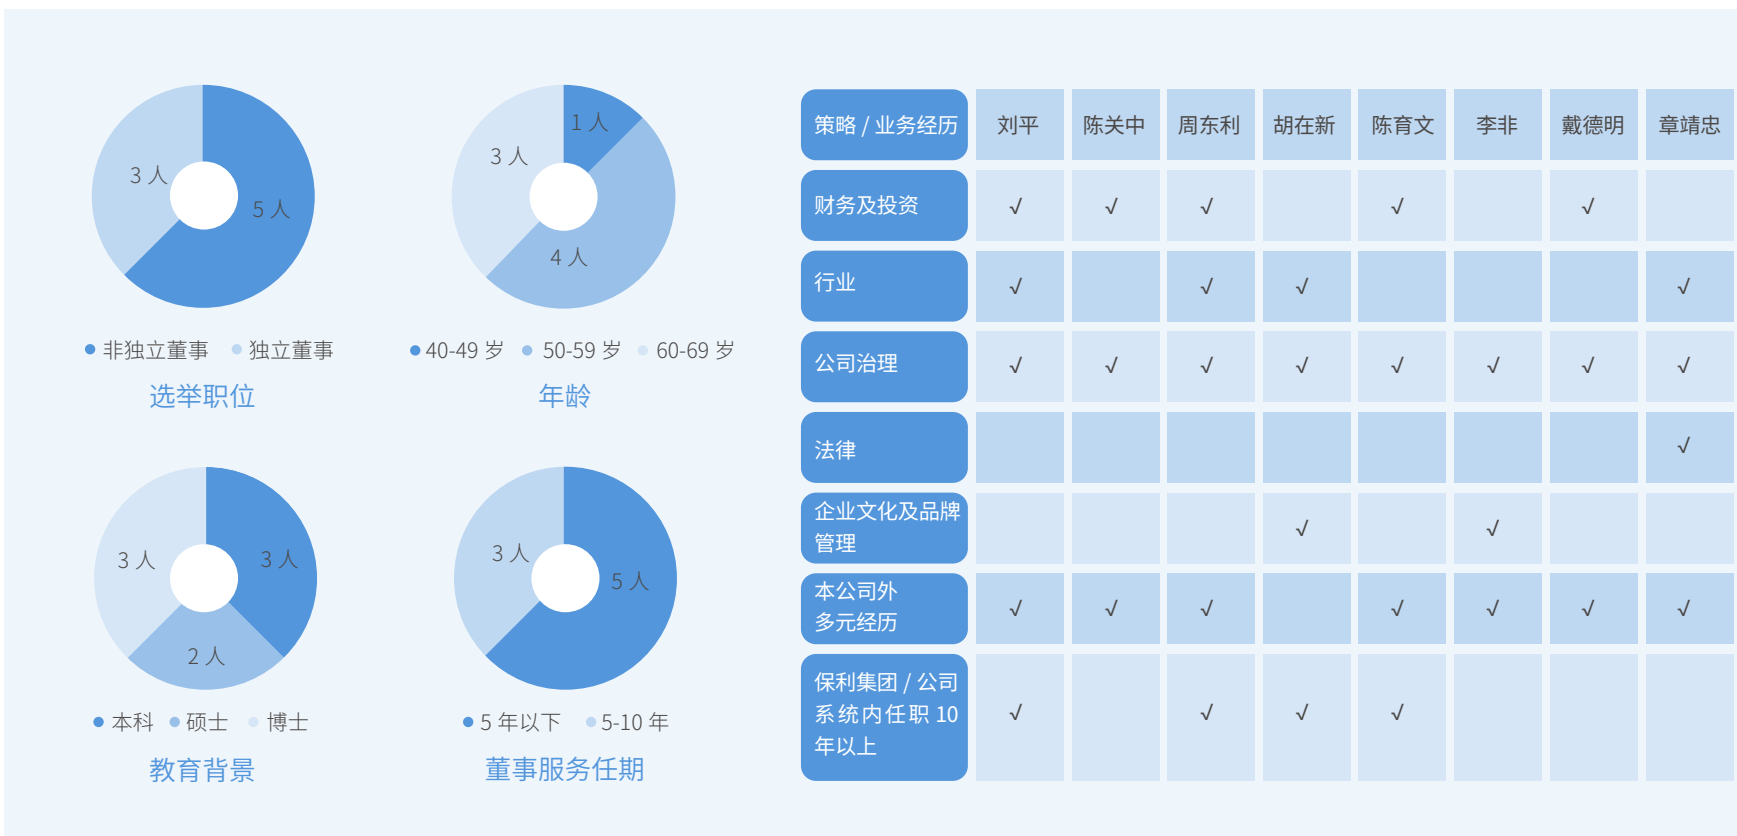 3 人
5 人
非独立董事 独立董事
选举职位
1 人
3 人
4 人
40-49 岁 50-59 岁 60-69 岁
年龄
3 人
3 人
2 人
本科 硕士 博士
教育背景
3 人
5 人
5 年以下 5-10 年
董事服务任期
策略 / 业务经历 刘平 陈关中 周东利 胡在新 陈育文 李非 戴德明 章靖忠
财务及投资 √ √ √ √ √
行业 √ √ √ √
公司治理 √ √ √ √ √ √ √ √
法律 √
企业文化及品牌
管理 √ √
本公司外
多元经历 √ √ √ √ √ √ √
保利集团 / 公司
系统内任职 10 √ √ √ √
年以上